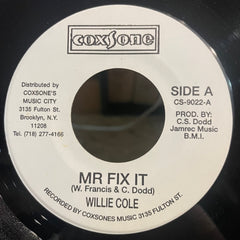 coxsone
Distributed by
COXSONE'S
MUSIC CITY
3135 Fulton St.
Brooklyn, N.Y.
11208
Tel. (718) 277-4166
SIDE A
CS-9022-A
PROD. BY:
C.S. Dodd
Jamrec Music
B.M.I.
MR FIX IT
(W. Francis & C. Dodd)
WILLIE COLE
RECORDED BY
COXSONES MUSIC 3135 FULTON ST.